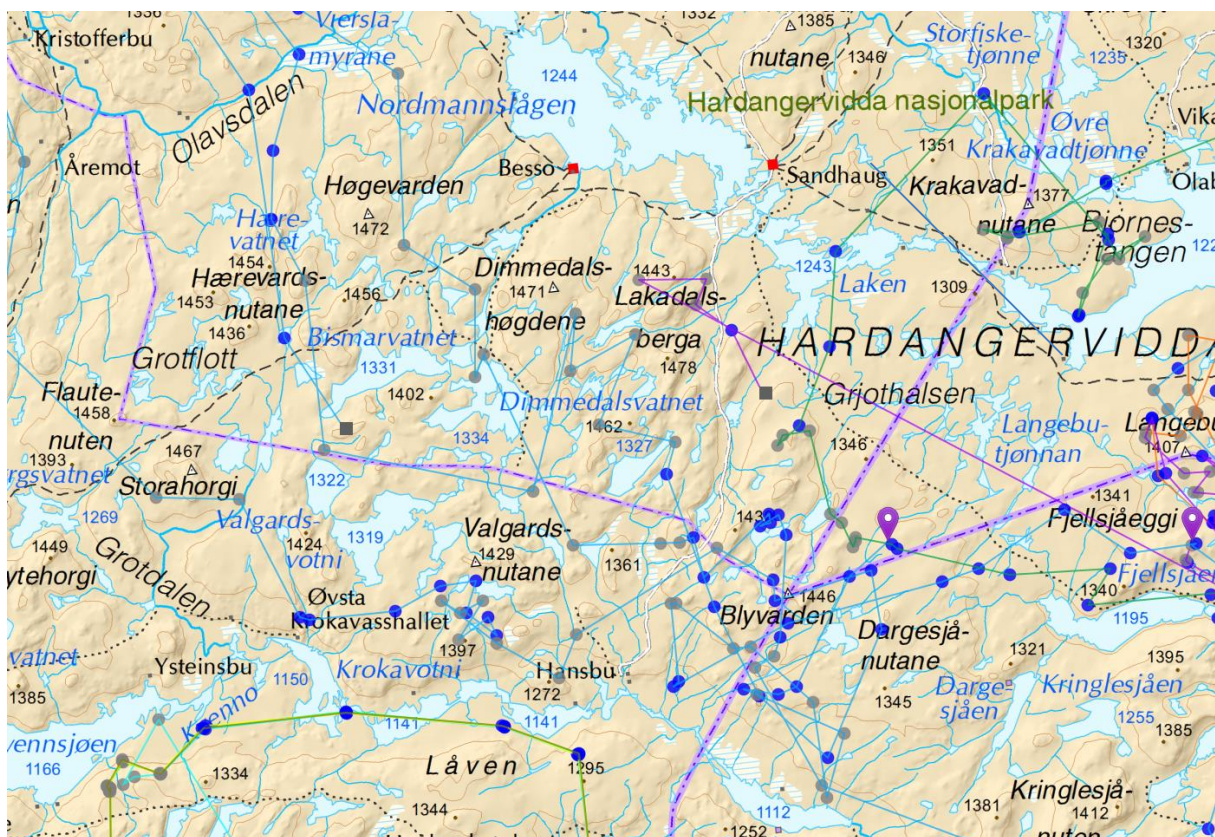 1336
Viersla-
myrane
Kristofferbu
1332
1385
nutane
1346
Storfiske-
tjønne
1235
1320
1244
Nordmannslågen
Hardangervidda nasjonalpark
Olavsdalen
Øvre
Krakavadtjønne
Vika
Åremot
Besso
Sandhaug
1351
Krakavad-
nutane
1377
Høgevarden
1472
Bjornes-
tangen
122
Hærre-
vatnet
1454
1453
Hærevards-
nutane
1456
1436
Dimmedals-
høgdene
1471
1443
Lakadals-
berga
1478
1243
Laken
1309
HARDANGERVIDDA
Grotflott
Bismarvatnet
1331
1402
Dimmedalsvatnet
1462
1327
Grjothalsen
1346
Langebu-
tjønnan
Langebu
1407
Flaute-
1458
nuten
1393
1467
Storahorgi
1334
1322
1341
Fjellsjåeggi
1269
Valgards-
votni
1424
1319
Valgards-
nutane
1429
1361
1449
Grotdalen
Øvsta
Krokavasshallet
1446
Blyvarden
Dargesjå-
nutane
1340
1195
1397
Ysteinsbu
Krokavotni
Hansbu
1321
1395
1385
1150
1272
1345
Darge-
sjåen
Kringlesjåen
1255
1141
1141
1385
1166
1334
Låven
1295
1344
1112
1252
1381
Kringlesjå-
1412
nuten